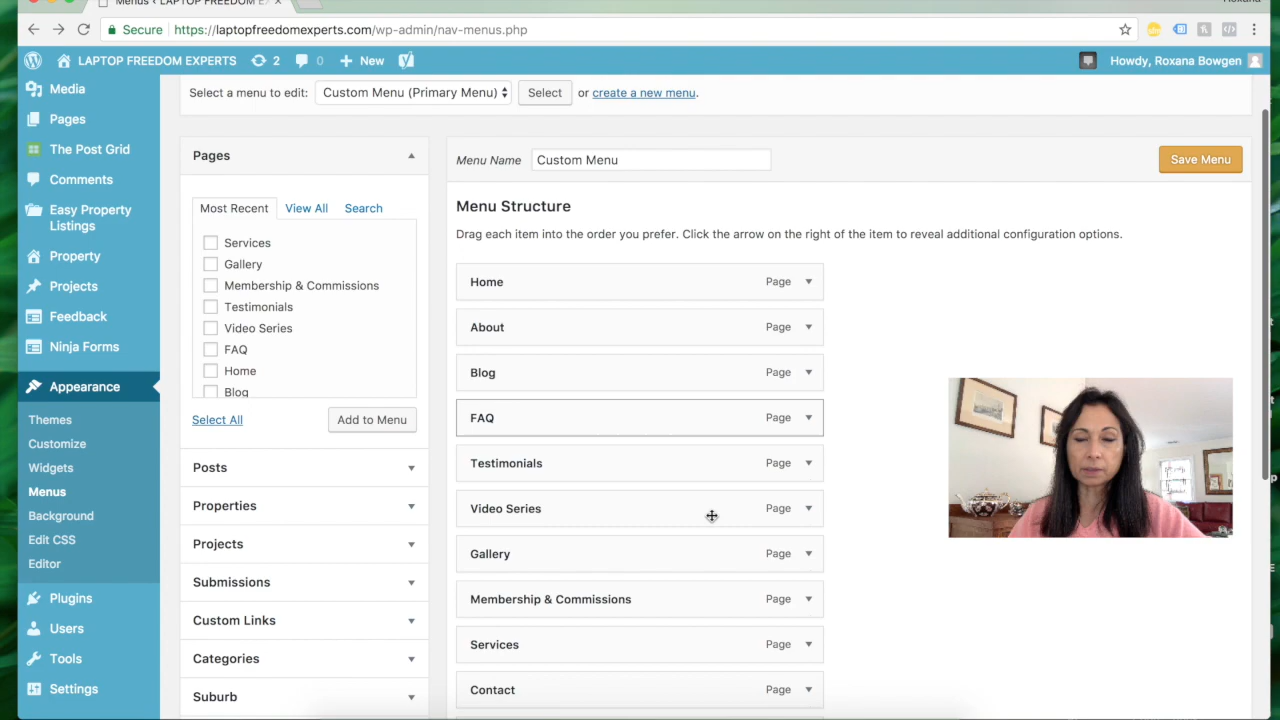 Menus < LAPTOP FREEDOM EX
Roxana
Secure https://laptopfreedomexperts.com/wp-admin/nav-menus.php
LAPTOP FREEDOM EXPERTS 2 0 New Howdy, Roxana Bowgen
Media
Pages
The Post Grid
Comments
Easy Property
Listings
Property
Projects
Feedback
Ninja Forms
Appearance
Themes
Customize
Widgets
Menus
Background
Edit CSS
Editor
Plugins
Users
Tools
Settings
Select a menu to edit: Custom Menu (Primary Menu) Select or create a new menu.
Pages
Most Recent View All Search
Services
Gallery
Membership & Commissions
Testimonials
Video Series
FAQ
Home
Blog
Select All Add to Menu
Posts
Properties
Projects
Submissions
Custom Links
Categories
Suburb
Menu Name Custom Menu Save Menu
Menu Structure
Drag each item into the order you prefer. Click the arrow on the right of the item to reveal additional configuration options.
Home Page
About Page
Blog Page
FAQ Page
Testimonials Page
Video Series Page
Gallery Page
Membership & Commissions Page
Services Page
Contact Page